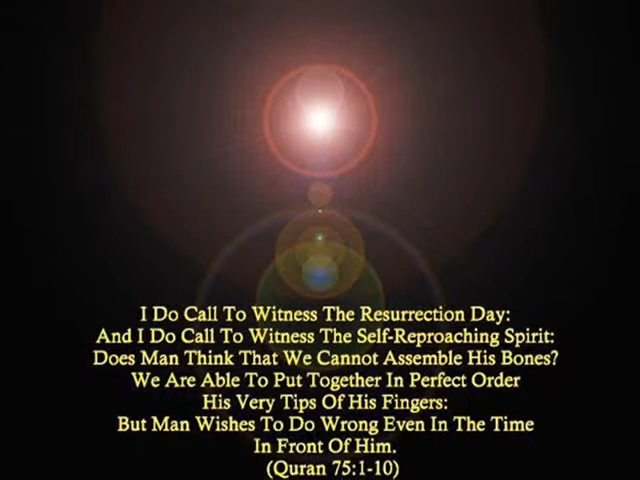 I Do Call To Witness The Resurrection Day:
And I Do Call To Witness The Self-Reproaching Spirit:
Does Man Think That We Cannot Assemble His Bones?
We Are Able To Put Together In Perfect Order
His Very Tips Of His Fingers:
But Man Wishes To Do Wrong Even In The Time
In Front Of Him.
(Quran 75:1-10)